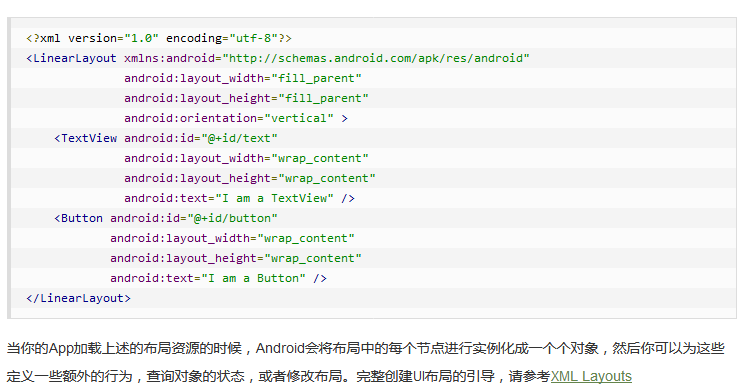 <?xml version="1.0" encoding="utf-8"?>
<LinearLayout xmlns:android="http://schemas.android.com/apk/res/android"
android:layout_width="fill_parent"
android:layout_height="fill_parent"
android:orientation="vertical" >
<TextView android:id="@+id/text"
android:layout_width="wrap_content"
android:layout_height="wrap_content"
android:text="I am a TextView" />
<Button android:id="@+id/button"
android:layout_width="wrap_content"
android:layout_height="wrap_content"
android:text="I am a Button" />
</LinearLayout>
当你的App加载上述的布局资源的时候，Android会将布局中的每个节点进行实例化成一个个对象，然后你可以为这些
定义一些额外的行为，查询对象的状态，或者修改布局。完整创建UI布局的引导，请参考XML Layouts